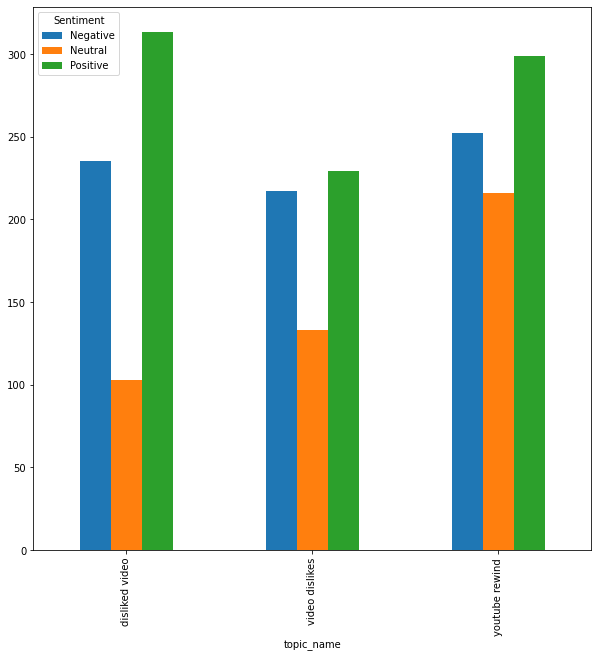 Sentiment
Negative
Neutral
Positive
300
250
200
150
100
50
0
disliked video
video dislikes
youtube rewind
topic_name